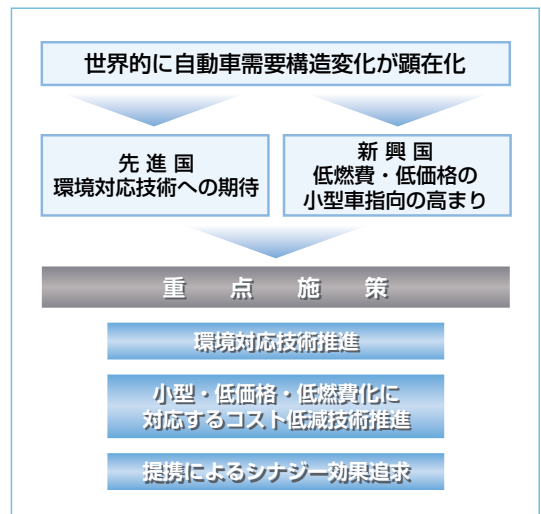 世界的に自動車需要構造変化が顕在化
先 進 国
環境対応技術への期待
新 興 国
低燃費・低価格の
小型車指向の高まり
重 点 施 策
環境対応技術推進
小型・低価格・低燃費化に
対応するコスト低減技術推進
提携によるシナジー効果追求